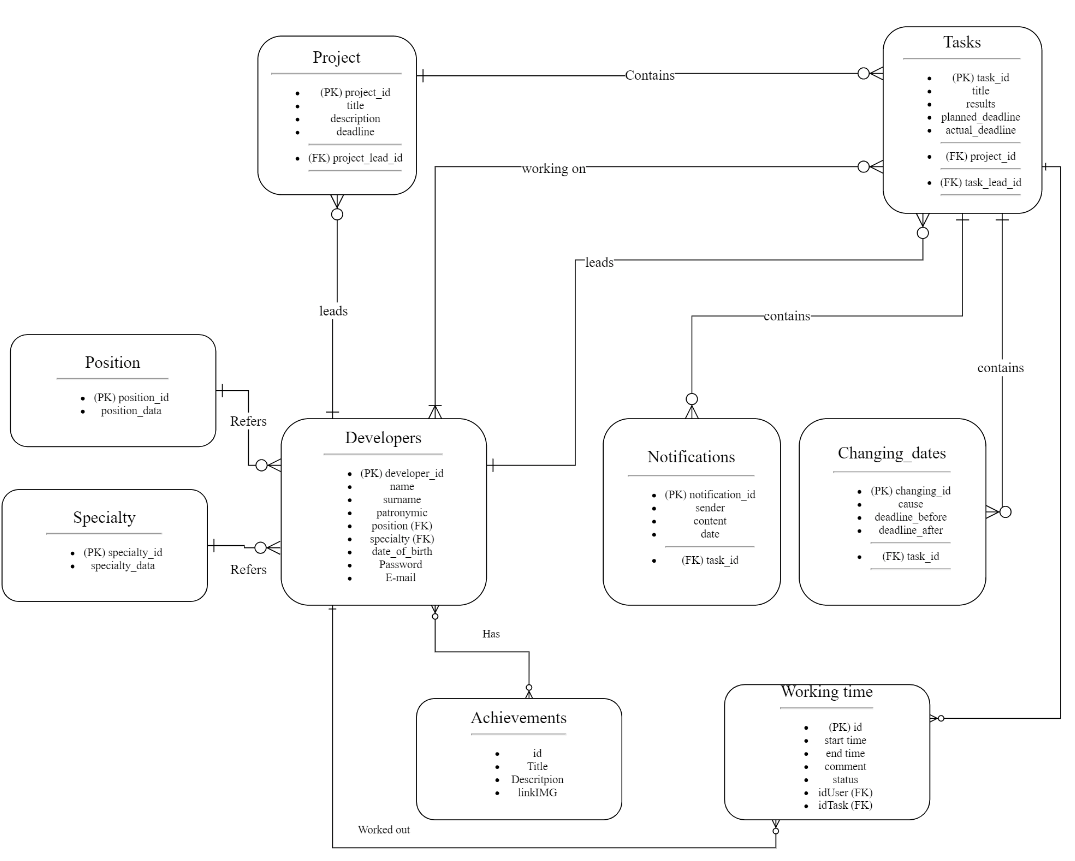 Project
(PK) project_id
title
description
deadline
(FK) project_lead_id
Contains
Tasks
(PK) task_id
title
results
planned_deadline
actual_deadline
(FK) project_id
(FK) task_lead_id
working on
leads
leads
contains
contains
Position
(PK) position_id
position_data
Refers
Specialty
(PK) specialty_id
specialty_data
Refers
Developers
(PK) developer_id
name
surname
patronymic
position (FK)
specialty (FK)
date_of_birth
Password
E-mail
Notifications
(PK) notification_id
sender
content
date
(FK) task_id
Changing_dates
(PK) changing_id
cause
deadline_before
deadline_after
(FK) task_id
Has
Achievements
id
Title
Descritpion
linkIMG
Working time
(PK) id
start time
end time
comment
status
idUser (FK)
idTask (FK)
Worked out